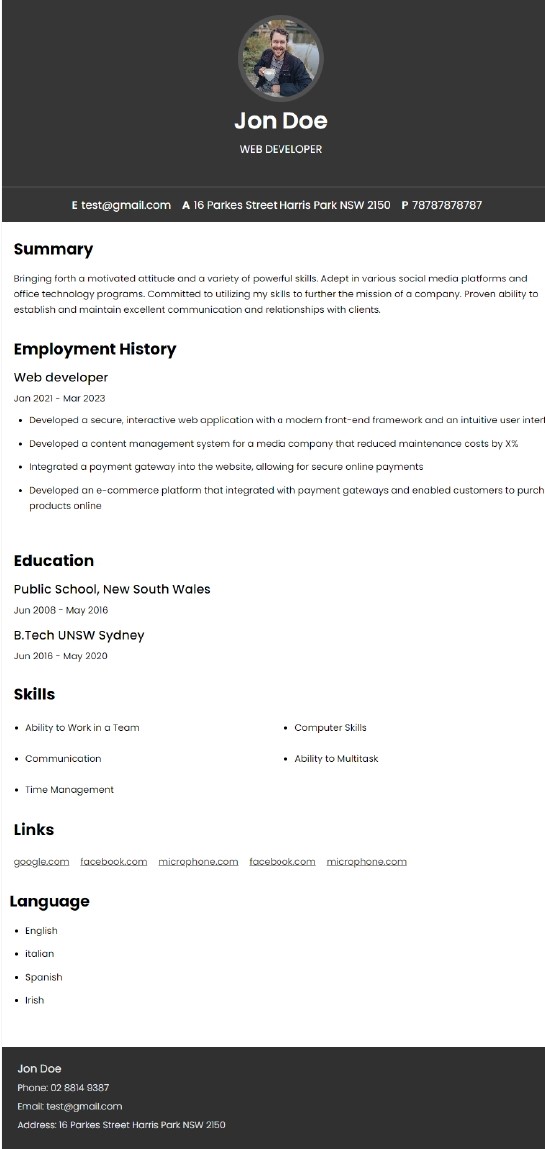 Jon Doe
WEB DEVELOPER
E test@gmail.com A 16 Parkes Street Harris Park NSW 2150 P 78787878787
Summary
Bringing forth a motivated attitude and a variety of powerful skills. Adept in various social media platforms and
office technology programs. Committed to utilizing my skills to further the mission of a company. Proven ability to
establish and maintain excellent communication and relationships with clients.
Employment History
Web developer
Jan 2021 - Mar 2023
• Developed a secure, interactive web application with a modern front-end framework and an intuitive user interf
• Developed a content management system for a media company that reduced maintenance costs by X%
• Integrated a payment gateway into the website, allowing for secure online payments
• Developed an e-commerce platform that integrated with payment gateways and enabled customers to purch
products online
Education
Public School, New South Wales
Jun 2008 - May 2016
B.Tech UNSW Sydney
Jun 2016 - May 2020
Skills
• Ability to Work in a Team
• Computer Skills
• Communication
• Ability to Multitask
• Time Management
Links
google.com facebook.com microphone.com facebook.com microphone.com
Language
• English
• italian
• Spanish
• Irish
Jon Doe
Phone: 02 8814 9387
Email: test@gmail.com
Address: 16 Parkes Street Harris Park NSW 2150